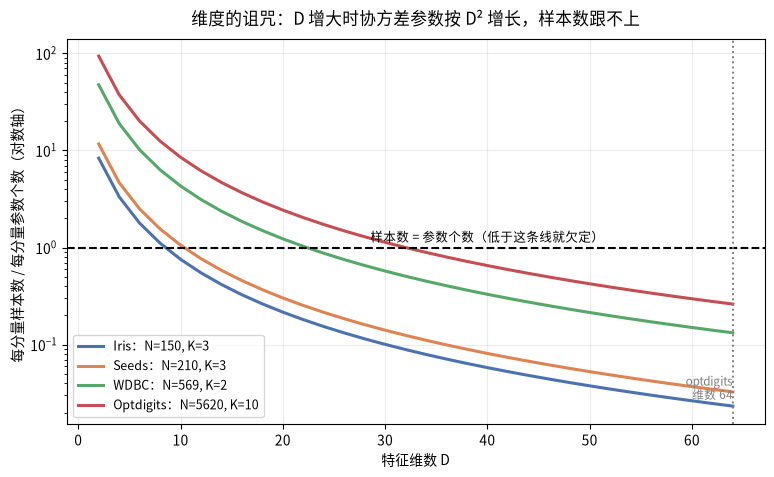 维度的诅咒：D 增大时协方差参数按 D² 增长，样本数跟不上
每分量样本数 / 每分量参数个数（对数轴）
10²
10¹
10⁰
10⁻¹
样本数 = 参数个数（低于这条线就欠定）
Iris：N=150, K=3
Seeds：N=210, K=3
WDBC：N=569, K=2
Optdigits：N=5620, K=10
optdigits
维数 64
0 10 20 30 40 50 60
特征维数 D